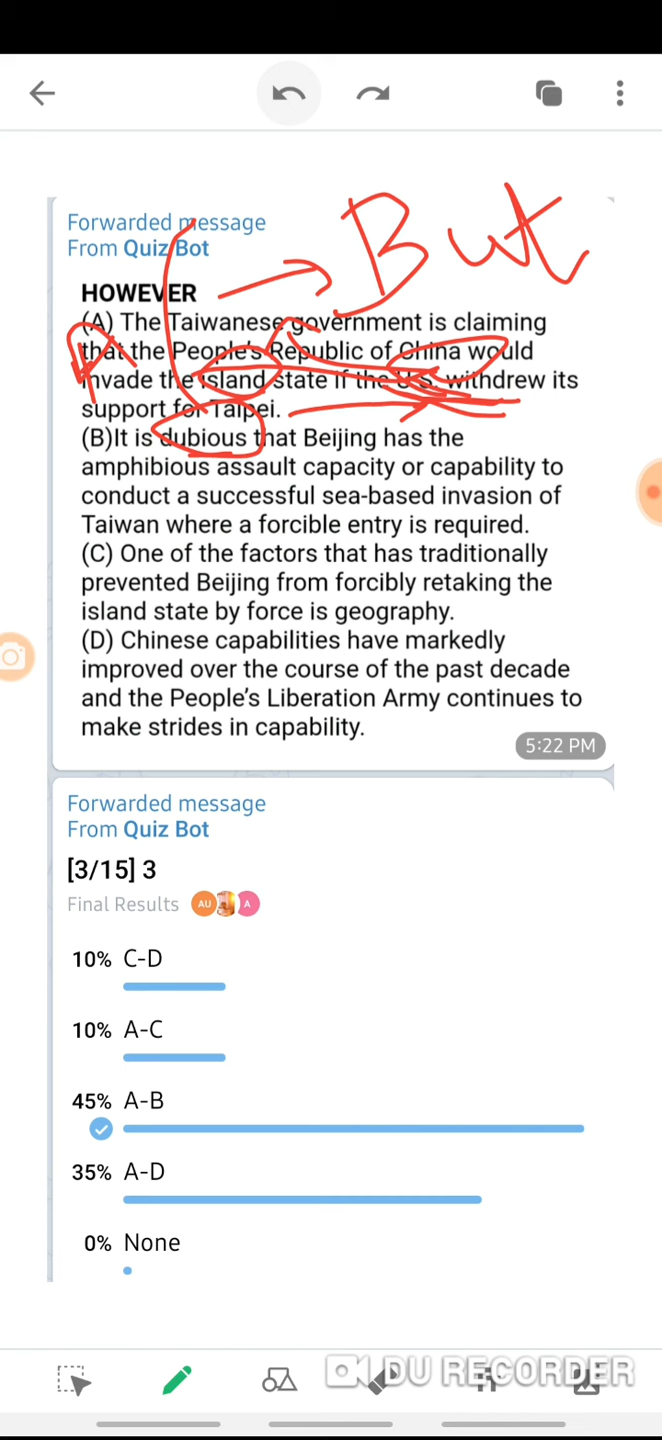 But
Forwarded message
From Quiz Bot
HOWEVER
(A) The Taiwanese government is claiming
that the People's Republic of China would
invade the island state if the U.S. withdrew its
support for Taipei.
(B)It is dubious that Beijing has the
amphibious assault capacity or capability to
conduct a successful sea-based invasion of
Taiwan where a forcible entry is required.
(C) One of the factors that has traditionally
prevented Beijing from forcibly retaking the
island state by force is geography.
(D) Chinese capabilities have markedly
improved over the course of the past decade
and the People's Liberation Army continues to
make strides in capability.
5:22 PM
Forwarded message
From Quiz Bot
[3/15] 3
Final Results AU A
10% C-D
10% A-C
45% A-B
35% A-D
0% None
DU RECORDER